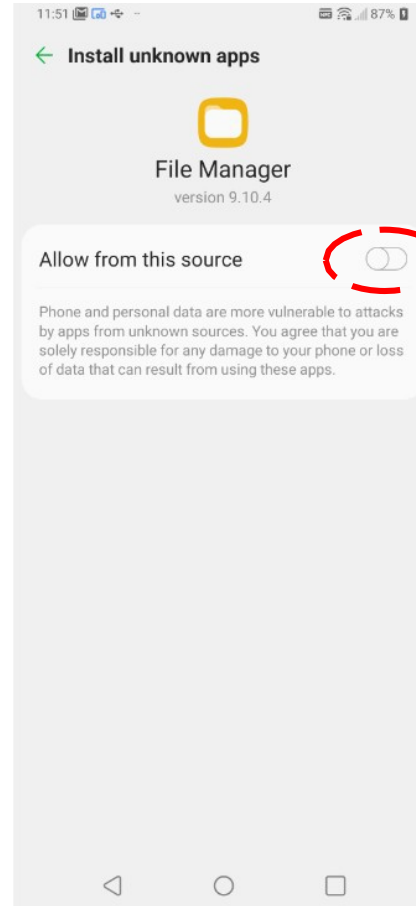 11:51 87%
Install unknown apps
File Manager
version 9.10.4
Allow from this source
Phone and personal data are more vulnerable to attacks
by apps from unknown sources. You agree that you are
solely responsible for any damage to your phone or loss
of data that can result from using these apps.